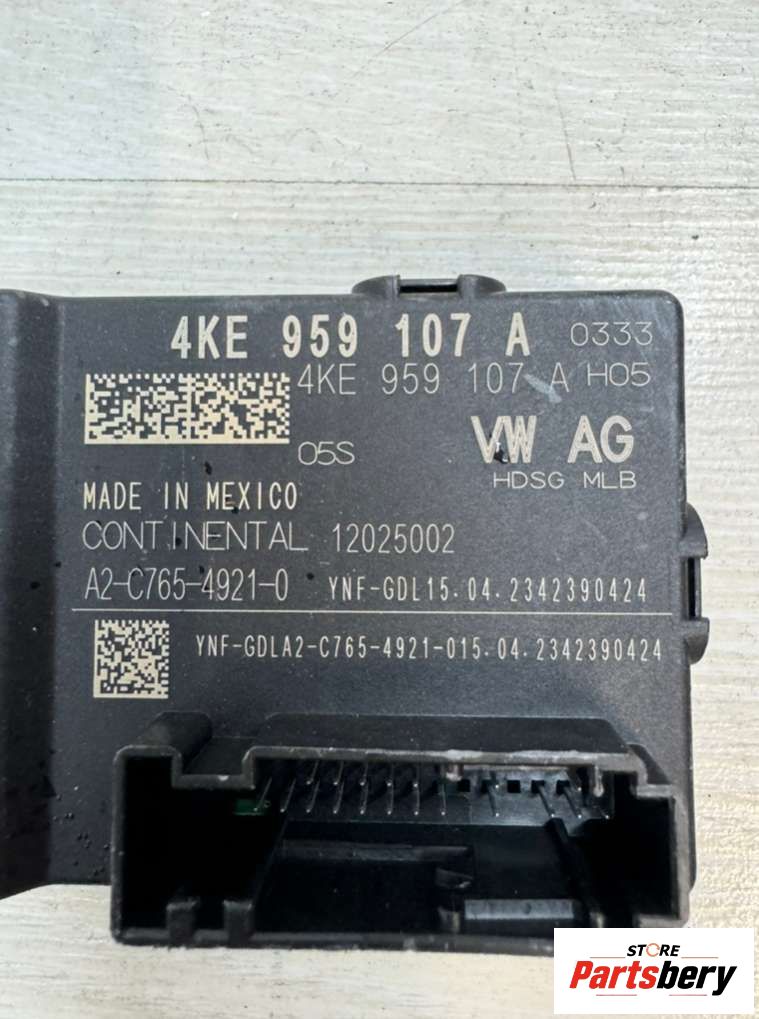 4KE 959 107 A 0333
4KE 959 107 A H05
05S
VW AG
HDSG MLB
MADE IN MEXICO
CONTINENTAL 12025002
A2-C765-4921-0 YNF-GDL15.04.2342390424
YNF-GDLA2-C765-4921-015.04.2342390424
STORE
Partsbery